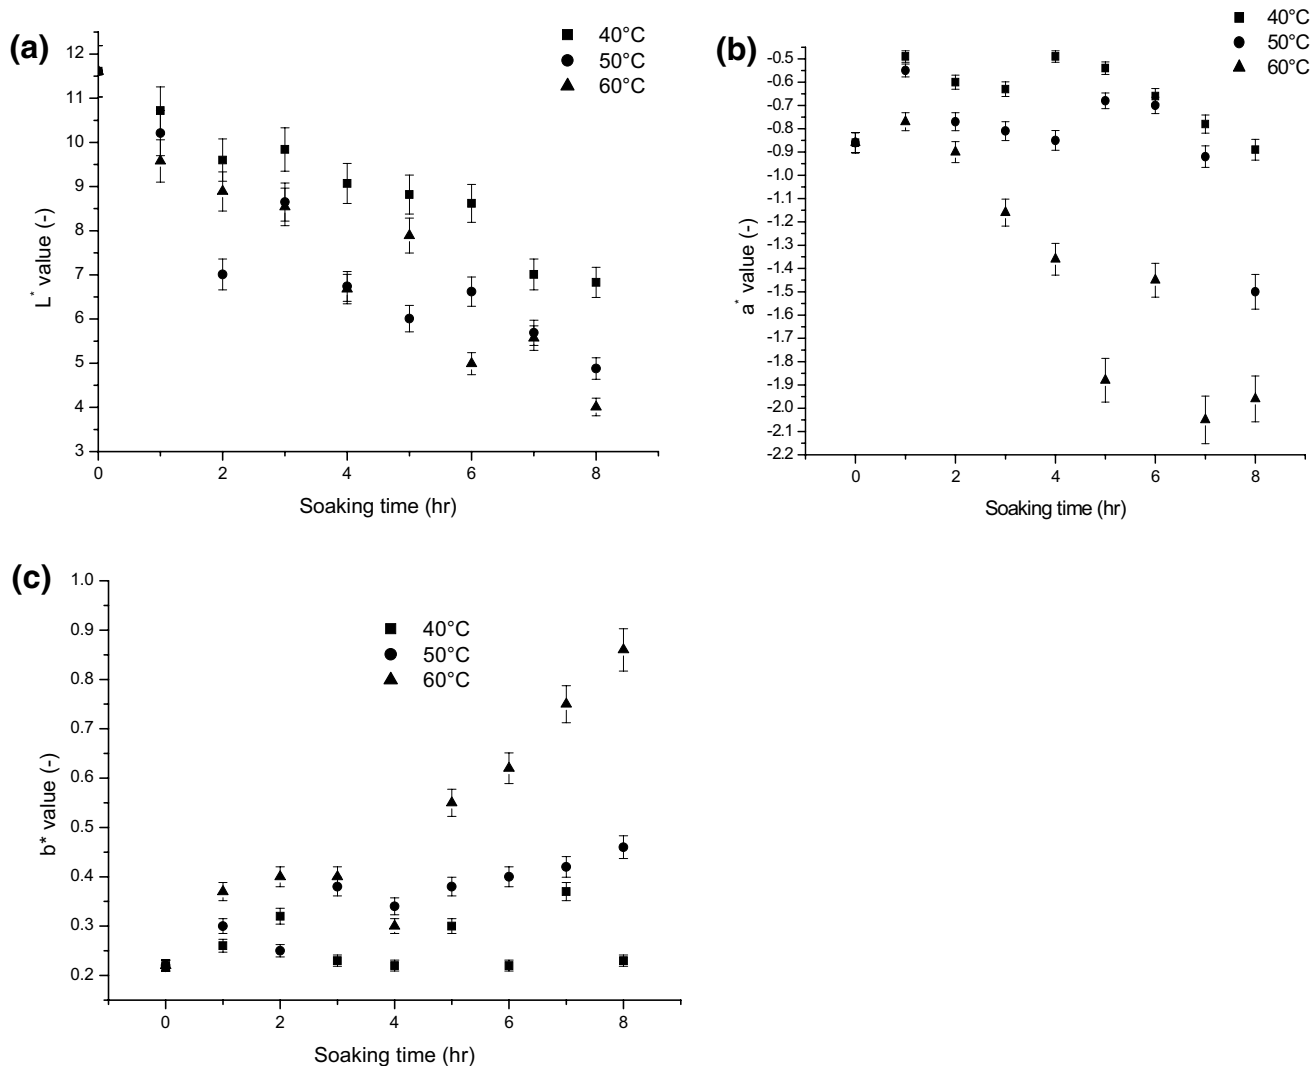 (a)
40°C
50°C
60°C
12
11
10
9
8
7
6
5
4
3
L* value (-)
0
2
4
6
8
Soaking time (hr)
(b)
40°C
50°C
60°C
-0.5
-0.6
-0.7
-0.8
-0.9
-1.0
-1.1
-1.2
-1.3
-1.4
-1.5
-1.6
-1.7
-1.8
-1.9
-2.0
-2.1
-2.2
a* value (-)
0
2
4
6
8
Soaking time (hr)
(c)
40°C
50°C
60°C
1.0
0.9
0.8
0.7
0.6
0.5
0.4
0.3
0.2
b* value (-)
0
2
4
6
8
Soaking time (hr)